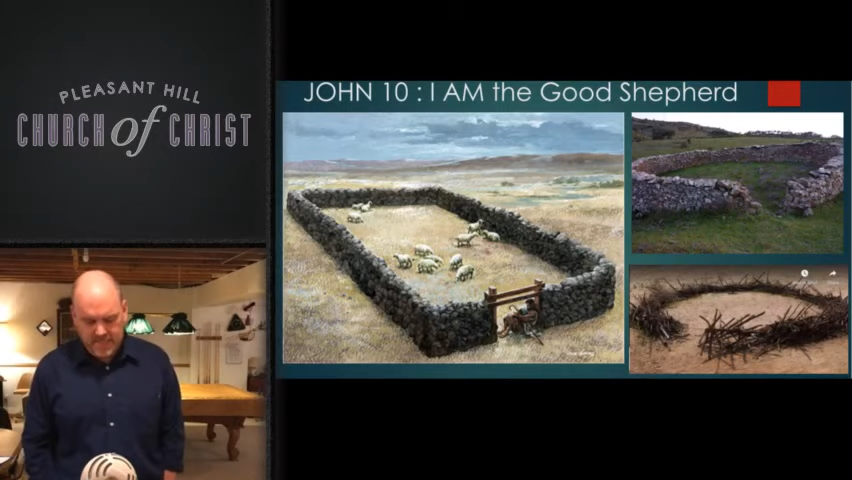 PLEASANT HILL
CHURCH of CHRIST
JOHN 10 : I AM the Good Shepherd